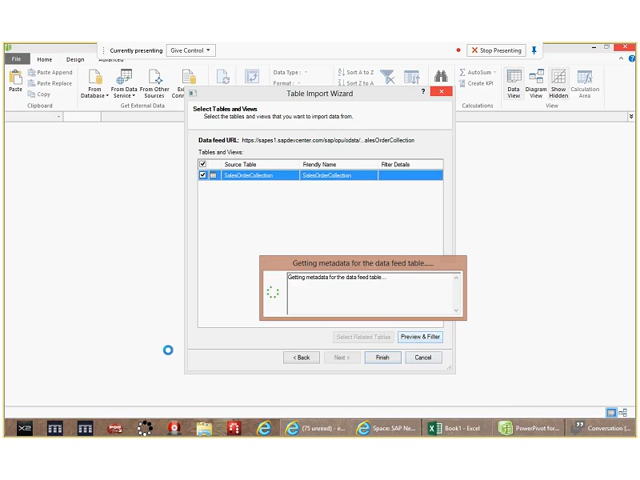 Currently presenting
Give Control
Stop Presenting
File
Home
Design
Advanced
Paste
Paste Append
Paste Replace
Copy
Clipboard
From Database
From Data Service
From Other Sources
Get External Data
Data Type :
Format :
Sort A to Z
Sort Z to A
AutoSum
Create KPI
Calculations
Data View
Diagram View
Show Hidden
Calculation Area
View
Table Import Wizard
?
Select Tables and Views
Select the tables and views that you want to import data from.
Data feed URL: https://sapes1.sapdevcenter.com/sap/opu/odata/...alesOrderCollection
Tables and Views:
Source Table
Friendly Name
Filter Details
SalesOrderCollection
SalesOrderCollection
Getting metadata for the data feed table......
Getting metadata for the data feed table...
Select Related Tables
Preview & Filter
< Back
Next >
Finish
Cancel
(75 unread) - e...
Space: SAP Ne...
Book1 - Excel
PowerPivot for...
Conversation (...